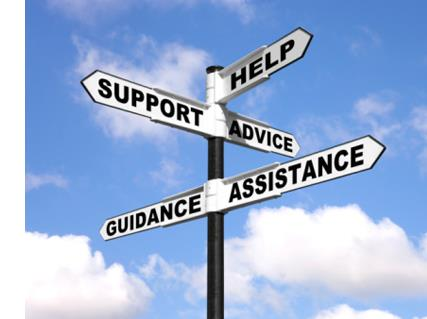 HELP
SUPPORT
ADVICE
ASSISTANCE
GUIDANCE